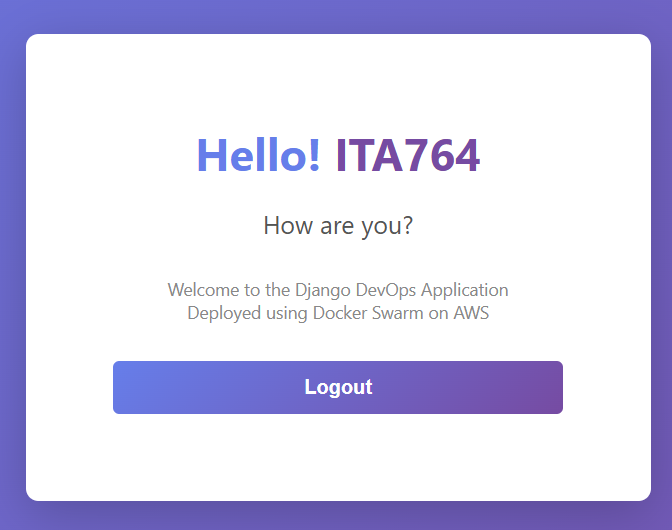 Hello! ITA764
How are you?
Welcome to the Django DevOps Application
Deployed using Docker Swarm on AWS
Logout